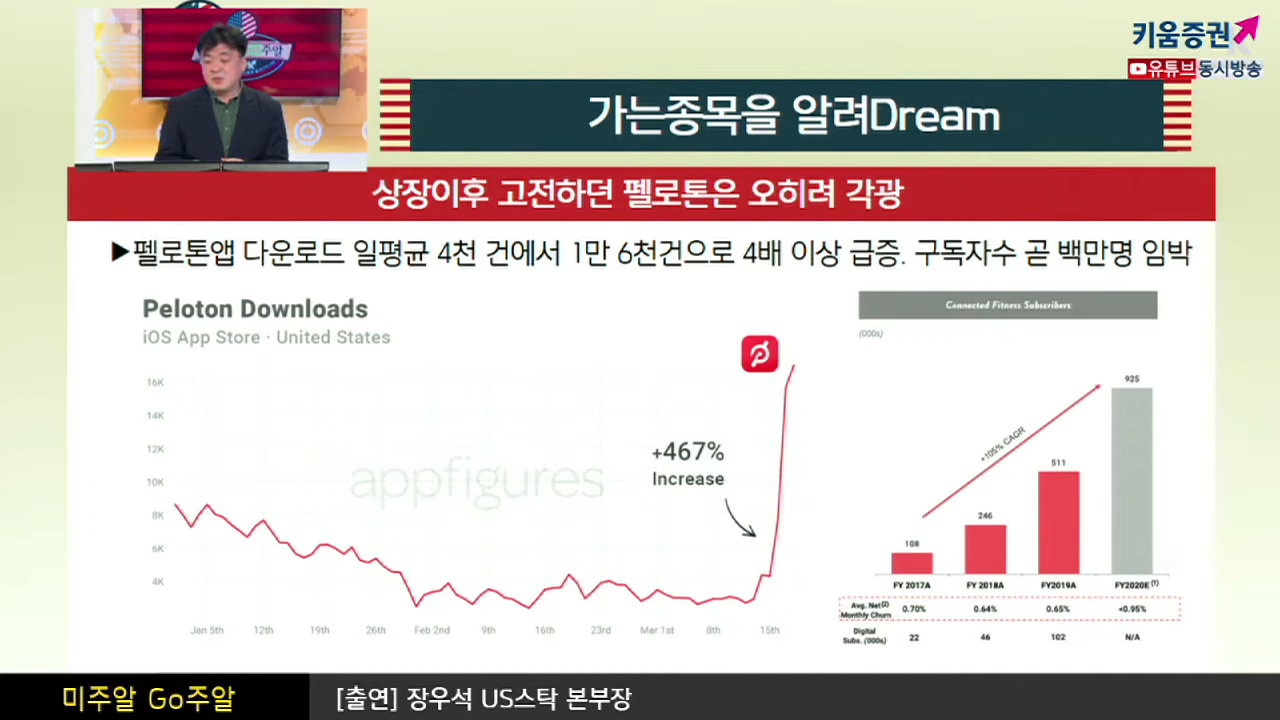 주알
키움증권
유튜브동시방송
가는종목을 알려Dream
상장이후 고전하던 펠로톤은 오히려 각광
▶펠로톤앱 다운로드 일평균 4천 건에서 1만 6천건으로 4배 이상 급증. 구독자수 곧 백만명 임박
Peloton Downloads
iOS App Store · United States
16K
14K
12K
10K
8K
6K
4K
appfigures
+467%
Increase
Jan 5th 12th 19th 26th Feb 2nd 9th 16th 23rd Mar 1st 8th 15th
Connected Fitness Subscribers
(000s)
+105% CAGR
108 246 511 925
FY 2017A FY 2018A FY2019A FY2020E (1)
Avg. Net(2)
Monthly Churn 0.70% 0.64% 0.65% <0.95%
Digital
Subs. (000s) 22 46 102 N/A
미주알 Go주알
[출연] 장우석 US스탁 본부장